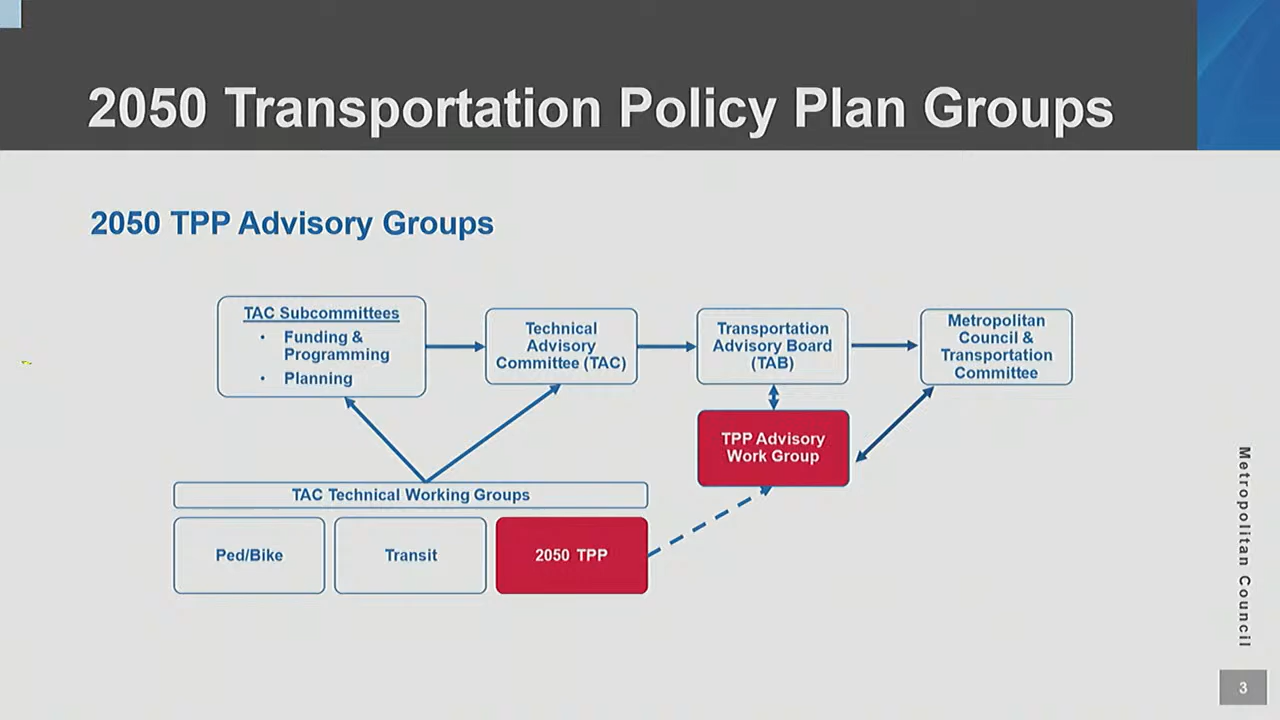 2050 Transportation Policy Plan Groups
2050 TPP Advisory Groups
TAC Subcommittees
• Funding &
Programming
• Planning
Technical
Advisory
Committee (TAC)
Transportation
Advisory Board
(TAB)
Metropolitan
Council &
Transportation
Committee
TPP Advisory
Work Group
TAC Technical Working Groups
Ped/Bike
Transit
2050 TPP
Metropolitan Council
3